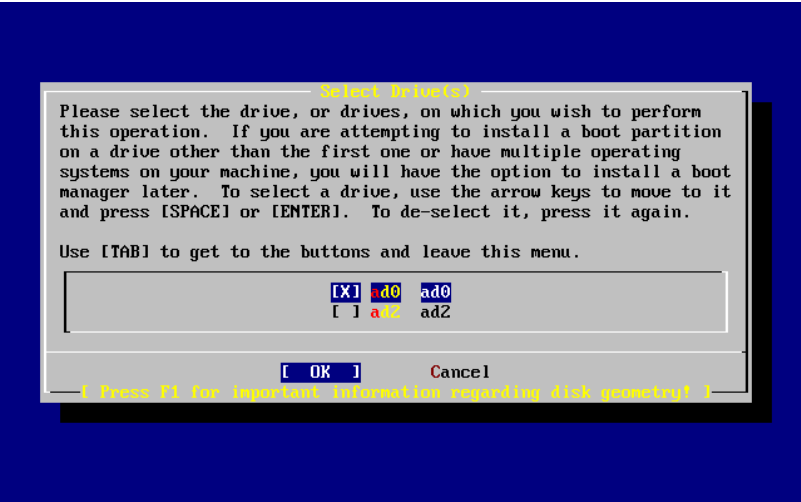 Select Drive(s)
Please select the drive, or drives, on which you wish to perform
this operation.  If you are attempting to install a boot partition
on a drive other than the first one or have multiple operating
systems on your machine, you will have the option to install a boot
manager later.  To select a drive, use the arrow keys to move to it
and press [SPACE] or [ENTER].  To de-select it, press it again.
Use [TAB] to get to the buttons and leave this menu.
[X] ad0  ad0
[ ] ad2  ad2
[  OK  ]  Cancel
[ Press F1 for important information regarding disk geometry! ]